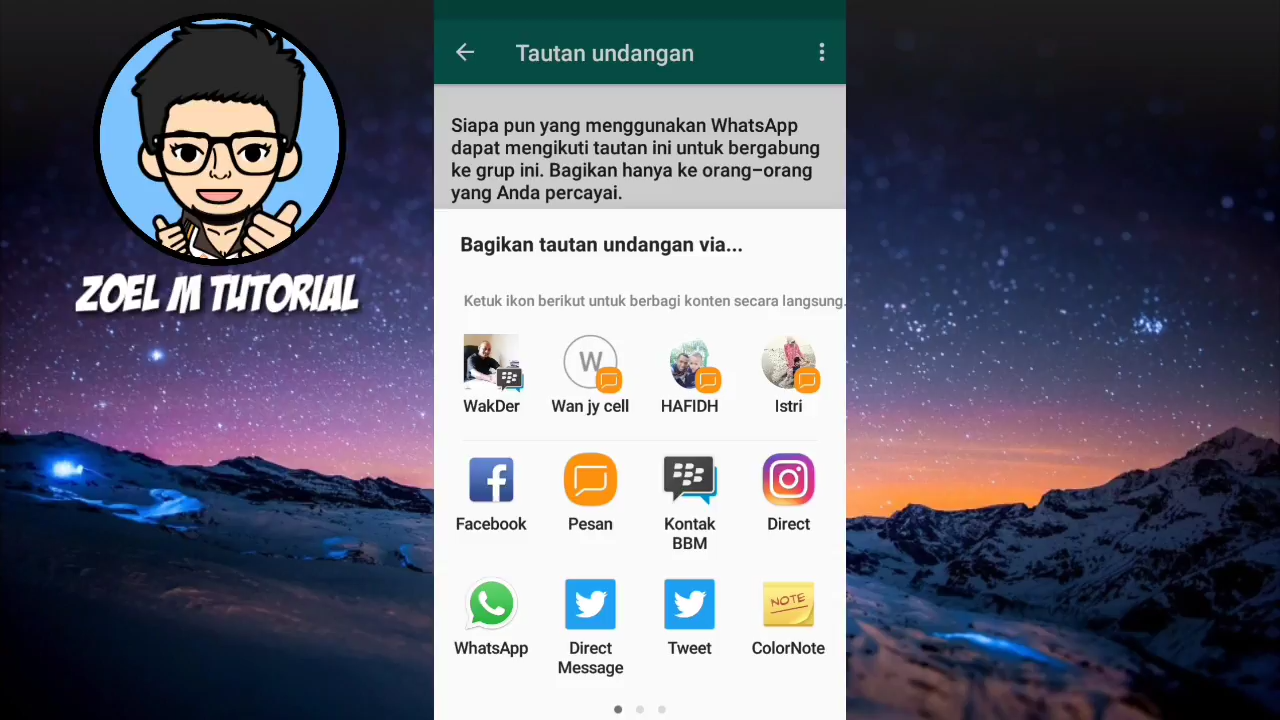 ZOEL M TUTORIAL
Tautan undangan
Siapa pun yang menggunakan WhatsApp
dapat mengikuti tautan ini untuk bergabung
ke grup ini. Bagikan hanya ke orang-orang
yang Anda percayai.
Bagikan tautan undangan via...
Ketuk ikon berikut untuk berbagi konten secara langsung.
W
WakDer
Wan jy cell
HAFIDH
Istri
Facebook
Pesan
Kontak
BBM
Direct
NOTE
WhatsApp
Direct
Message
Tweet
ColorNote